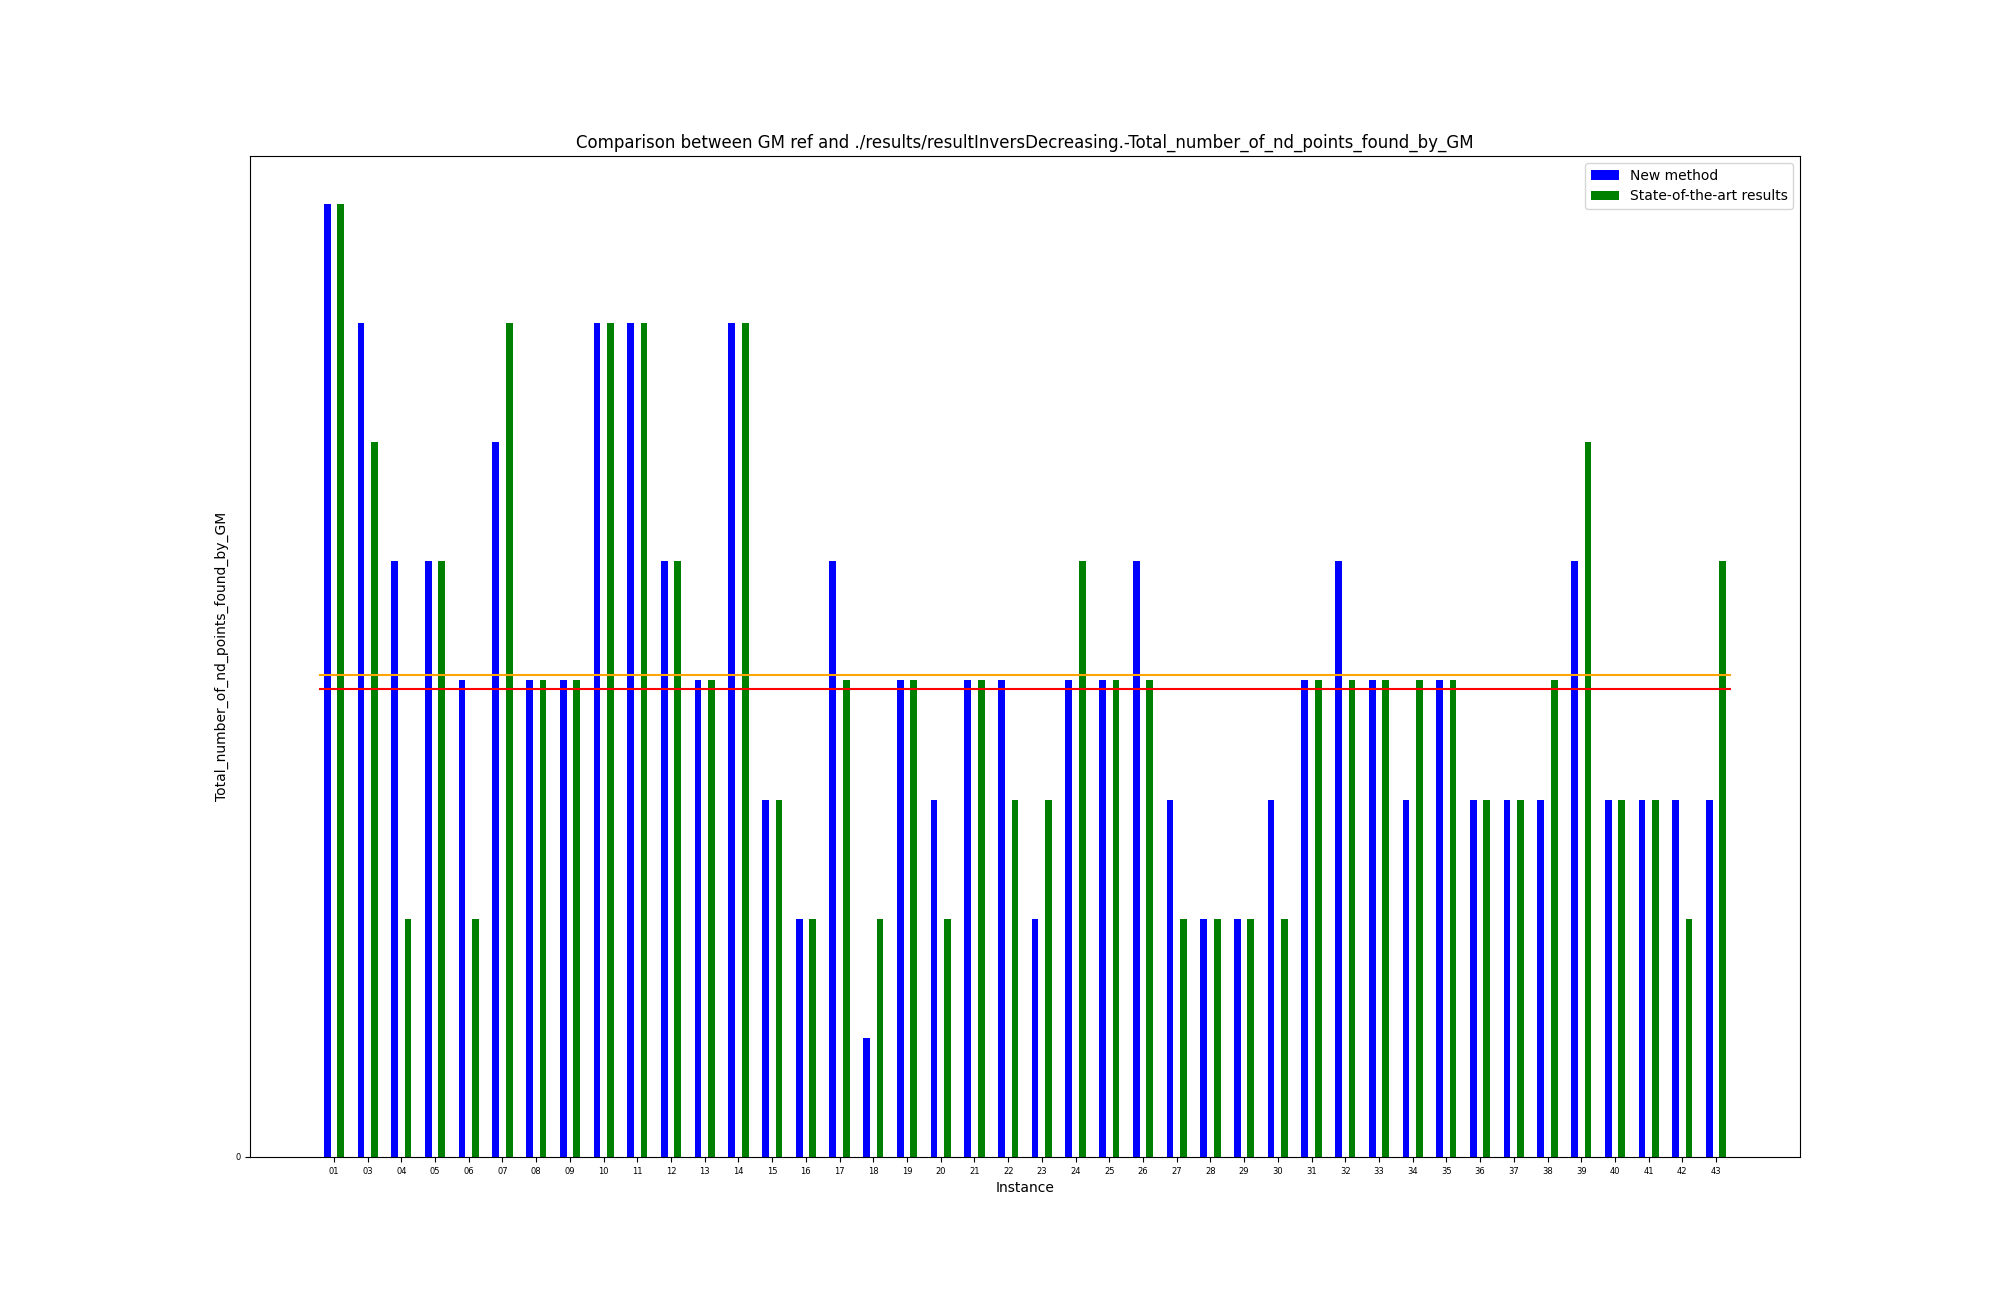 Comparison between GM ref and ./results/resultInversDecreasing.-Total_number_of_nd_points_found_by_GM
New method
State-of-the-art results
Total_number_of_nd_points_found_by_GM
0
01 03 04 05 06 07 08 09 10 11 12 13 14 15 16 17 18 19 20 21 22 23 24 25 26 27 28 29 30 31 32 33 34 35 36 37 38 39 40 41 42 43
Instance